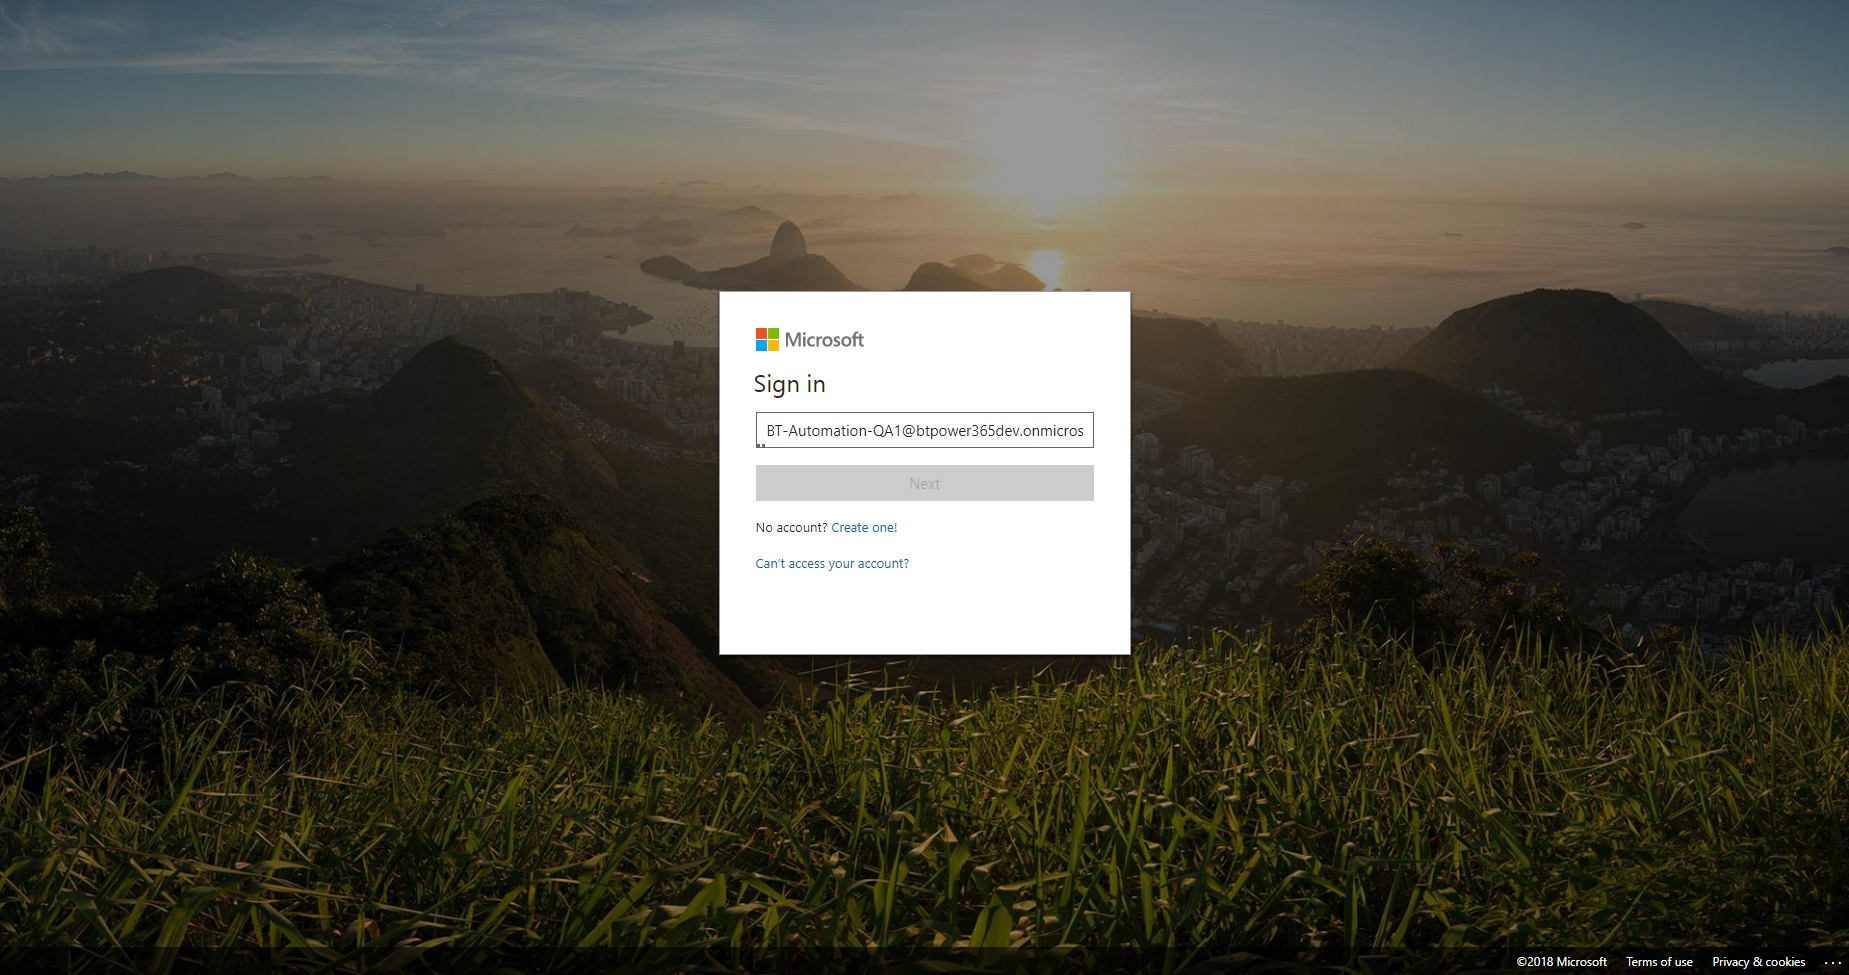 Microsoft
Sign in
BT-Automation-QA1@btpower365dev.onmicros
Next
No account? Create one!
Can't access your account?
©2018 Microsoft Terms of use Privacy & cookies ...